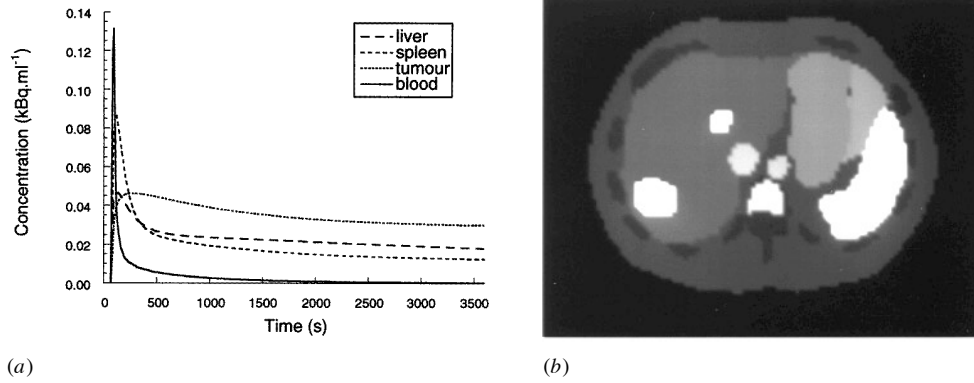 0.14
0.12
0.10
0.08
0.06
0.04
0.02
0.00
Concentration (kBq.ml⁻¹)
liver
spleen
tumour
blood
0 500 1000 1500 2000 2500 3000 3500
Time (s)
(a)
(b)